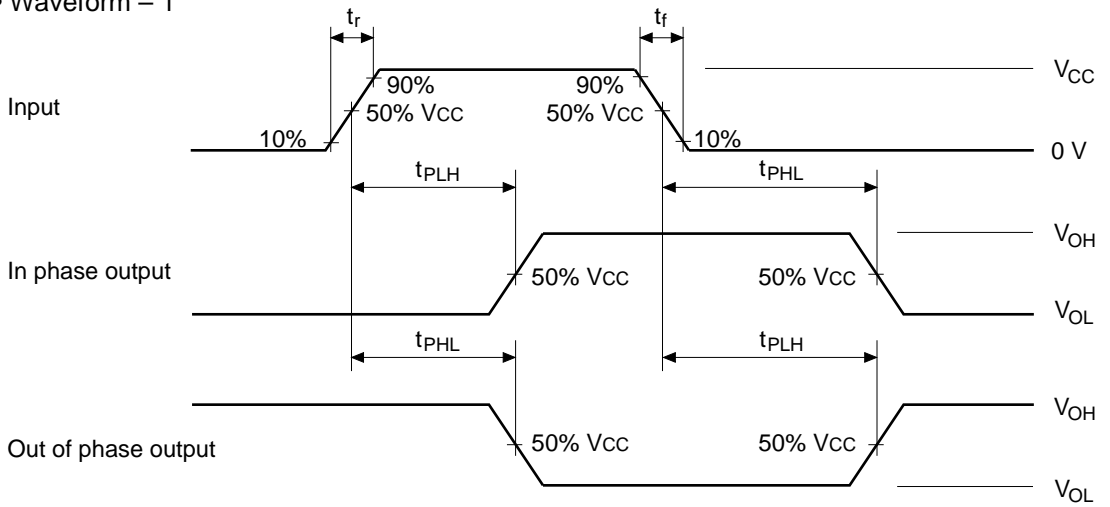 Waveform – 1
tr
tf
VCC
90%
90%
Input
50% VCC
50% VCC
10%
10%
0 V
tPLH
tPHL
VOH
In phase output
50% VCC
50% VCC
VOL
tPHL
tPLH
VOH
Out of phase output
50% VCC
50% VCC
VOL